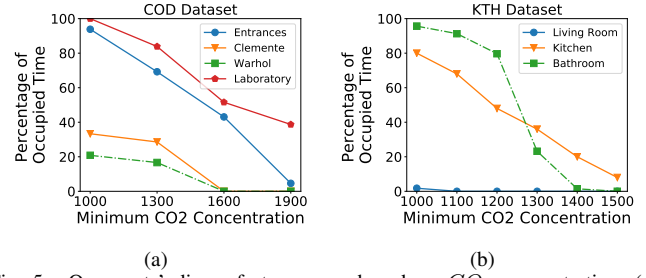 COD Dataset
100
80
60
40
20
0
Percentage of
Occupied Time
Entrances
Clemente
Warhol
Laboratory
1000 1300 1600 1900
Minimum CO2 Concentration
(a)
KTH Dataset
100
80
60
40
20
0
Percentage of
Occupied Time
Living Room
Kitchen
Bathroom
1000 1100 1200 1300 1400 1500
Minimum CO2 Concentration
(b)